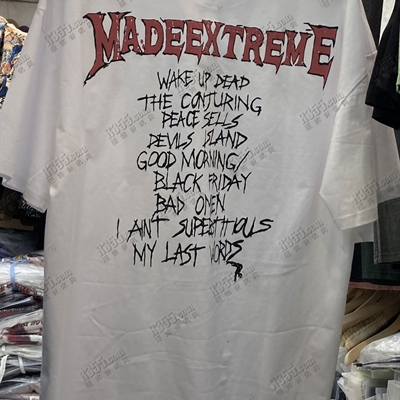 MADEEXTREME
WAKE UP DEAD
THE CONJURING
PEACE SELLS
DEVILS ISLAND
GOOD MORNING/
BLACK FRIDAY
BAD OMEN
I AINT SUPERSTITIOUS
MY LAST WORDS